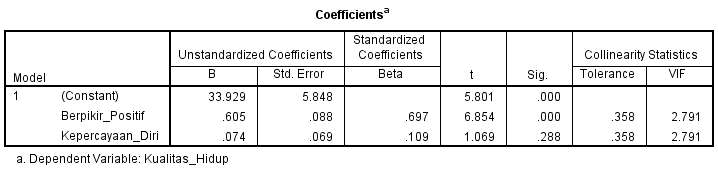 Coefficientsᵃ
Model Unstandardized Coefficients Standardized Coefficients t Sig. Collinearity Statistics
B Std. Error Beta Tolerance VIF
1 (Constant) 33.929 5.848 5.801 .000
Berpikir_Positif .605 .088 .697 6.854 .000 .358 2.791
Kepercayaan_Diri .074 .069 .109 1.069 .288 .358 2.791
a. Dependent Variable: Kualitas_Hidup